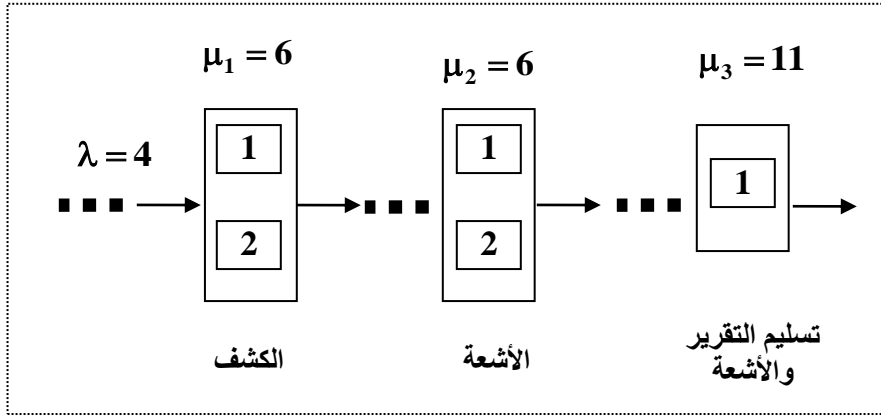 μ₁ = 6
μ₂ = 6
μ₃ = 11
λ = 4
1
1
1
2
2
الكشف
الأشعة
تسليم التقرير
والأشعة